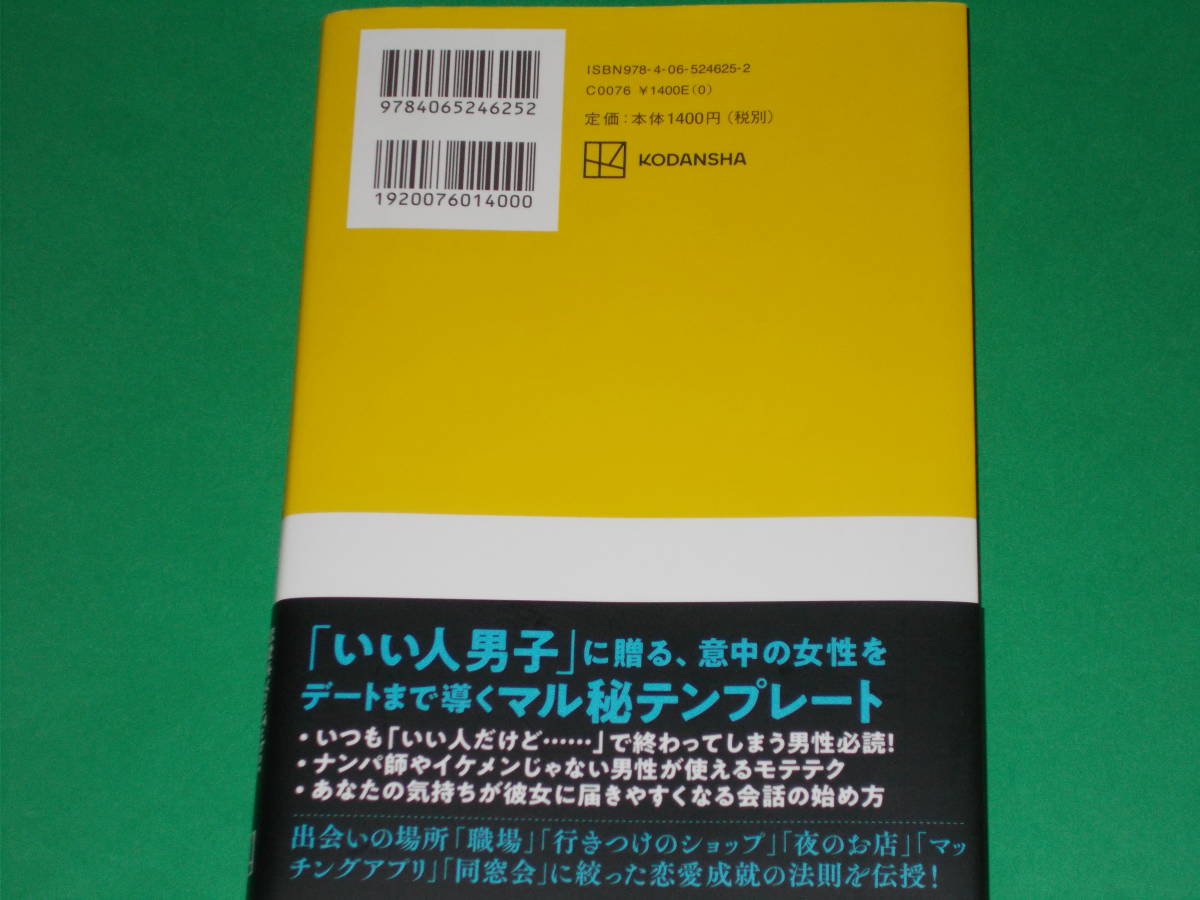 9784065246252
1920076014000
ISBN978-4-06-524625-2
C0076 ¥1400E(0)
定価:本体1400円(税別)
KODANSHA
「いい人男子」に贈る、意中の女性を
デートまで導くマル秘テンプレート
・いつも「いい人だけど……」で終わってしまう男性必読!
・ナンパ師やイケメンじゃない男性が使えるモテテク
・あなたの気持ちが彼女に届きやすくなる会話の始め方
出会いの場所「職場」「行きつけのショップ」「夜のお店」「マッ
チングアプリ」「同窓会」に絞った恋愛成就の法則を伝授!